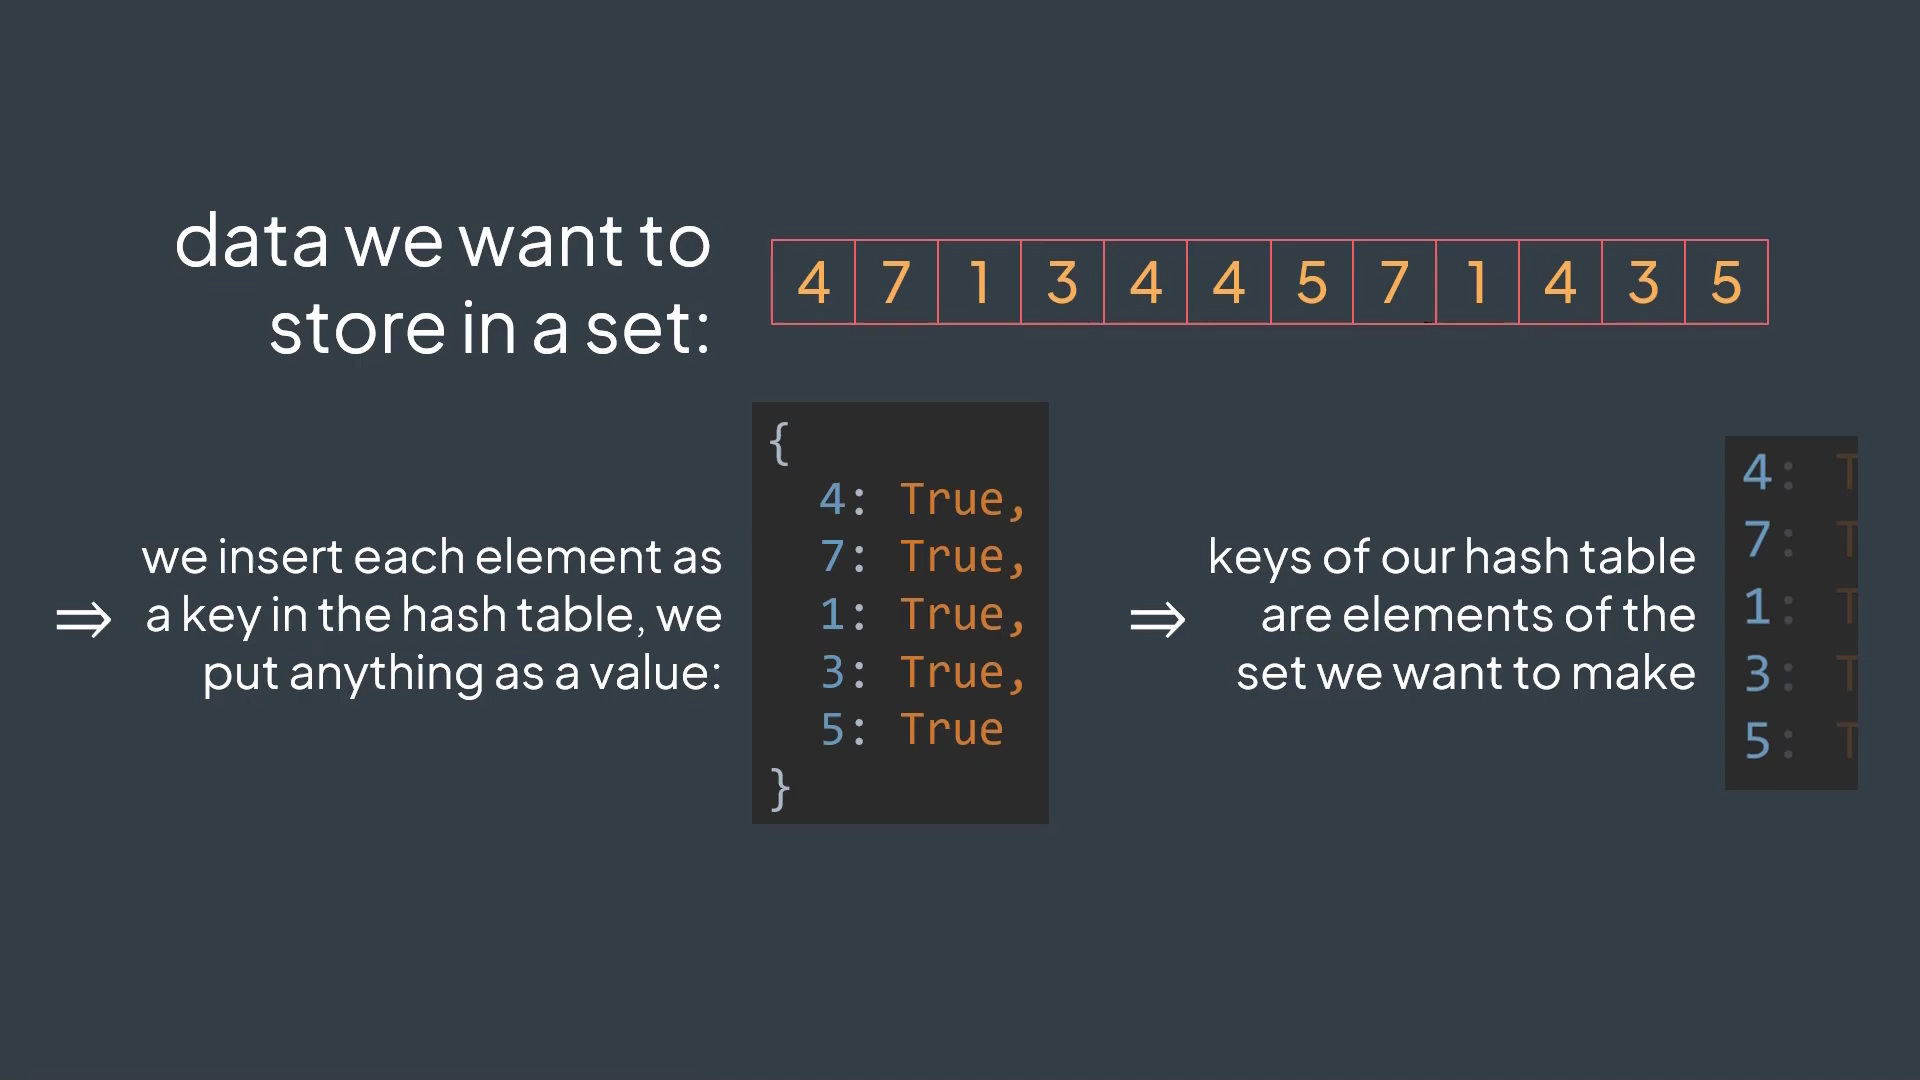 data we want to
store in a set:
4 7 1 3 4 4 5 7 1 4 3 5
⇒ we insert each element as
a key in the hash table, we
put anything as a value:
{
4: True,
7: True,
1: True,
3: True,
5: True
}
⇒ keys of our hash table
are elements of the
set we want to make
4: T
7: T
1: T
3: T
5: T